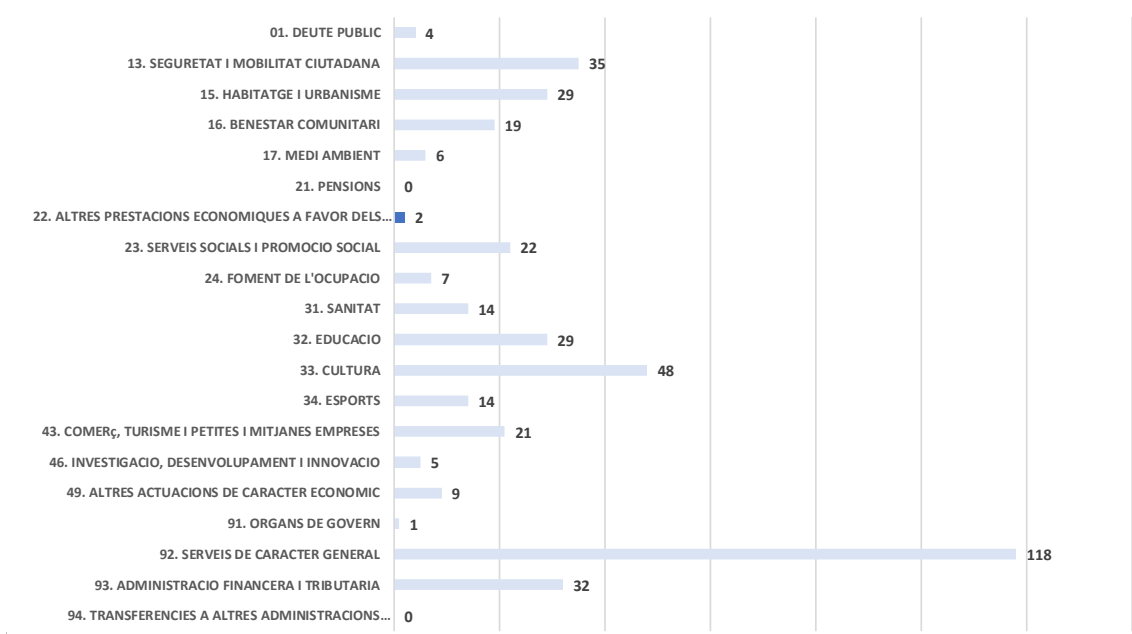 01. DEUTE PUBLIC 4
13. SEGURETAT I MOBILITAT CIUTADANA 35
15. HABITATGE I URBANISME 29
16. BENESTAR COMUNITARI 19
17. MEDI AMBIENT 6
21. PENSIONS 0
22. ALTRES PRESTACIONS ECONOMIQUES A FAVOR DELS... 2
23. SERVEIS SOCIALS I PROMOCIO SOCIAL 22
24. FOMENT DE L'OCUPACIO 7
31. SANITAT 14
32. EDUCACIO 29
33. CULTURA 48
34. ESPORTS 14
43. COMERç, TURISME I PETITES I MITJANES EMPRESES 21
46. INVESTIGACIO, DESENVOLUPAMENT I INNOVACIO 5
49. ALTRES ACTUACIONS DE CARACTER ECONOMIC 9
91. ORGANS DE GOVERN 1
92. SERVEIS DE CARACTER GENERAL 118
93. ADMINISTRACIO FINANCERA I TRIBUTARIA 32
94. TRANSFERENCIES A ALTRES ADMINISTRACIONS... 0